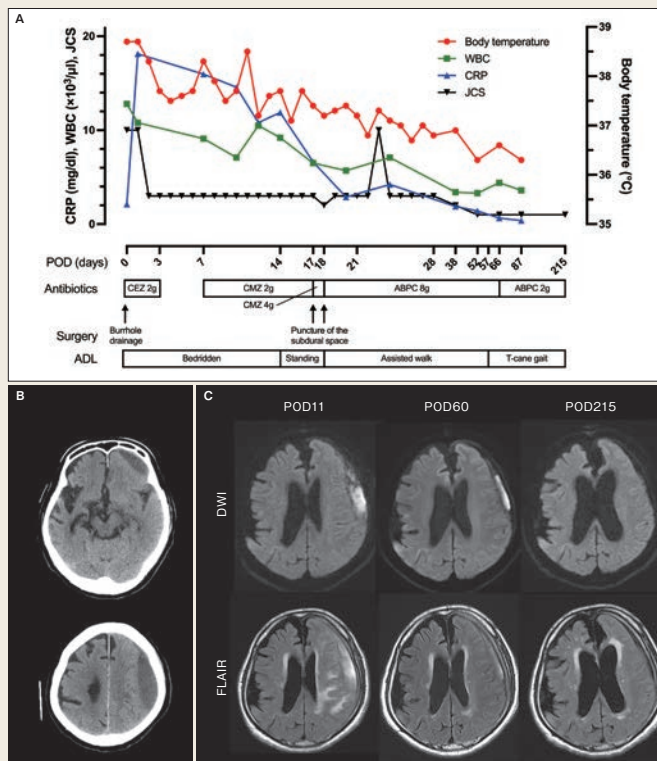 A
20
10
0
CRP (mg/dl), WBC (×10³/µl), JCS
Body temperature
WBC
CRP
JCS
39
38
37
36
35
Body temperature (°C)
POD (days)
0 3 7 14 17 18 21 28 38 52 57 66 87 215
Antibiotics
CEZ 2g CMZ 2g ABPC 8g ABPC 2g
CMZ 4g
Surgery
Burrhole
drainage
Puncture of the
subdural space
ADL
Bedridden Standing Assisted walk T-cane gait
B
C
POD11 POD60 POD215
DWI
FLAIR